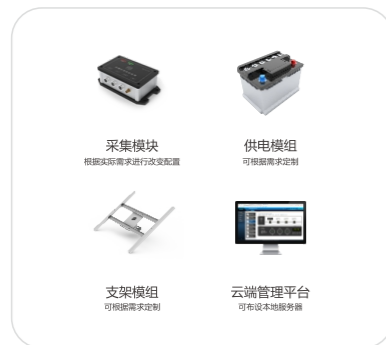 采集模块
根据实际需求进行改变配置
供电模组
可根据需求定制
支架模组
可根据需求定制
云端管理平台
可布设本地服务器